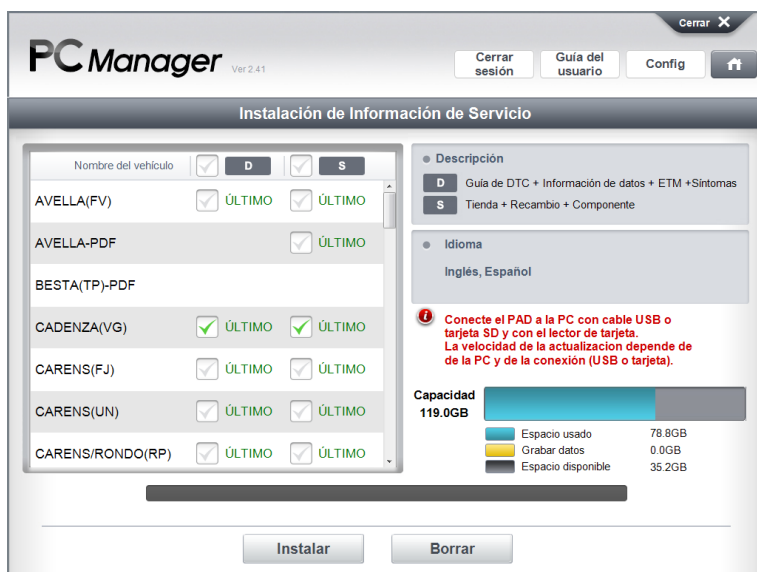 Cerrar X
PC Manager Ver 2.41
Cerrar sesión
Guía del usuario
Config
Instalación de Información de Servicio
Nombre del vehículo D S
AVELLA(FV) ÚLTIMO ÚLTIMO
AVELLA-PDF ÚLTIMO
BESTA(TP)-PDF
CADENZA(VG) ÚLTIMO ÚLTIMO
CARENS(FJ) ÚLTIMO ÚLTIMO
CARENS(UN) ÚLTIMO ÚLTIMO
CARENS/RONDO(RP) ÚLTIMO ÚLTIMO
Descripción
D Guía de DTC + Información de datos + ETM +Síntomas
S Tienda + Recambio + Componente
Idioma
Inglés, Español
Conecte el PAD a la PC con cable USB o
tarjeta SD y con el lector de tarjeta.
La velocidad de la actualizacion depende de
de la PC y de la conexión (USB o tarjeta).
Capacidad
119.0GB
Espacio usado 78.8GB
Grabar datos 0.0GB
Espacio disponible 35.2GB
Instalar
Borrar